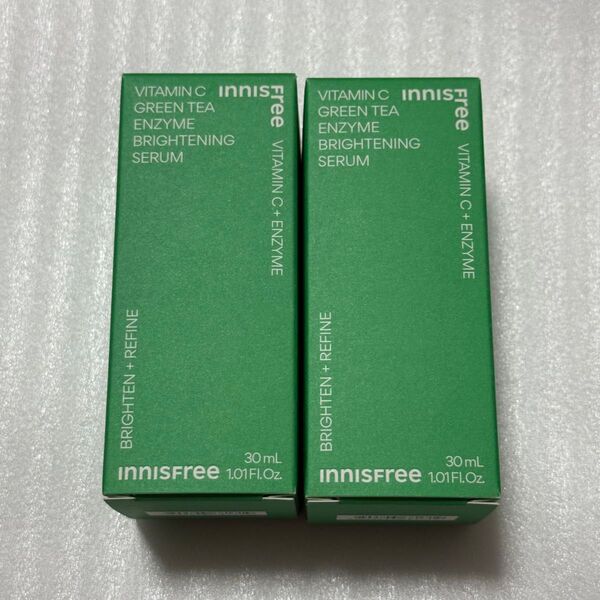 VITAMIN C
GREEN TEA
ENZYME
BRIGHTENING
SERUM
innisfree
VITAMIN C + ENZYME
BRIGHTEN + REFINE
30 mL
innisfree 1.01 Fl.Oz.
VITAMIN C
GREEN TEA
ENZYME
BRIGHTENING
SERUM
innisfree
VITAMIN C + ENZYME
BRIGHTEN + REFINE
30 mL
innisfree 1.01 Fl.Oz.